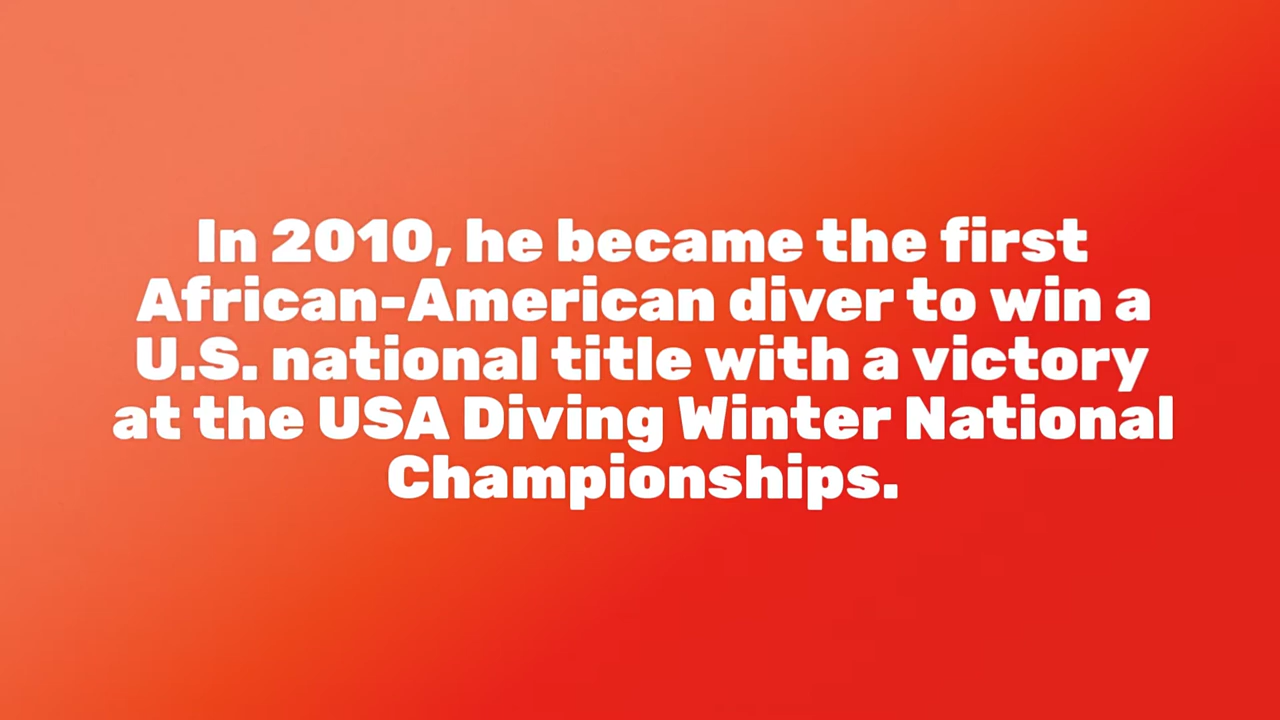 In 2010, he became the first
African-American diver to win a
U.S. national title with a victory
at the USA Diving Winter National
Championships.